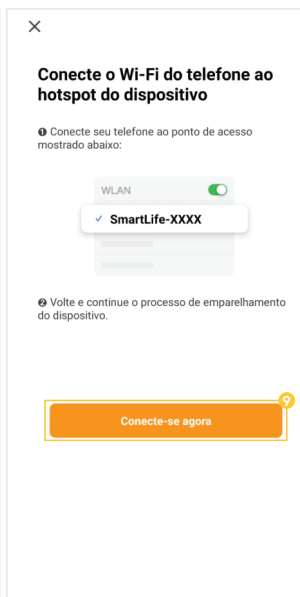 Conecte o Wi-Fi do telefone ao
hotspot do dispositivo
❶ Conecte seu telefone ao ponto de acesso
mostrado abaixo:
WLAN
✓ SmartLife-XXXX
❷ Volte e continue o processo de emparelhamento
do dispositivo.
9
Conecte-se agora